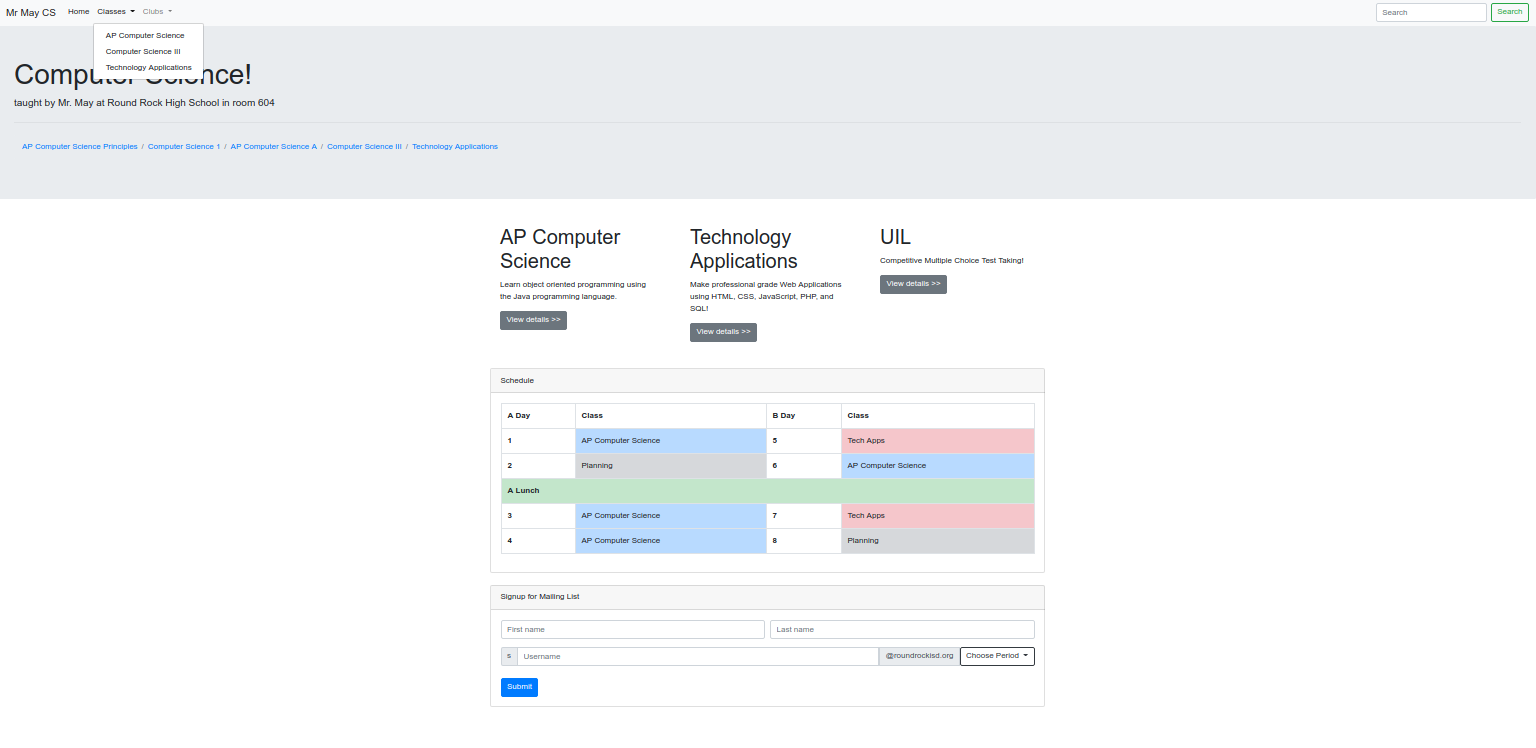 Mr May CS Home Classes Clubs Search Search
AP Computer Science
Computer Science III
Technology Applications
Computer Science!
taught by Mr. May at Round Rock High School in room 604
AP Computer Science Principles / Computer Science 1 / AP Computer Science A / Computer Science III / Technology Applications
AP Computer
Science
Learn object oriented programming using
the Java programming language.
View details >>
Technology
Applications
Make professional grade Web Applications
using HTML, CSS, JavaScript, PHP, and
SQL!
View details >>
UIL
Competitive Multiple Choice Test Taking!
View details >>
Schedule
A Day Class B Day Class
1 AP Computer Science 5 Tech Apps
2 Planning 6 AP Computer Science
A Lunch
3 AP Computer Science 7 Tech Apps
4 AP Computer Science 8 Planning
Signup for Mailing List
First name Last name
s Username @roundrockisd.org Choose Period
Submit